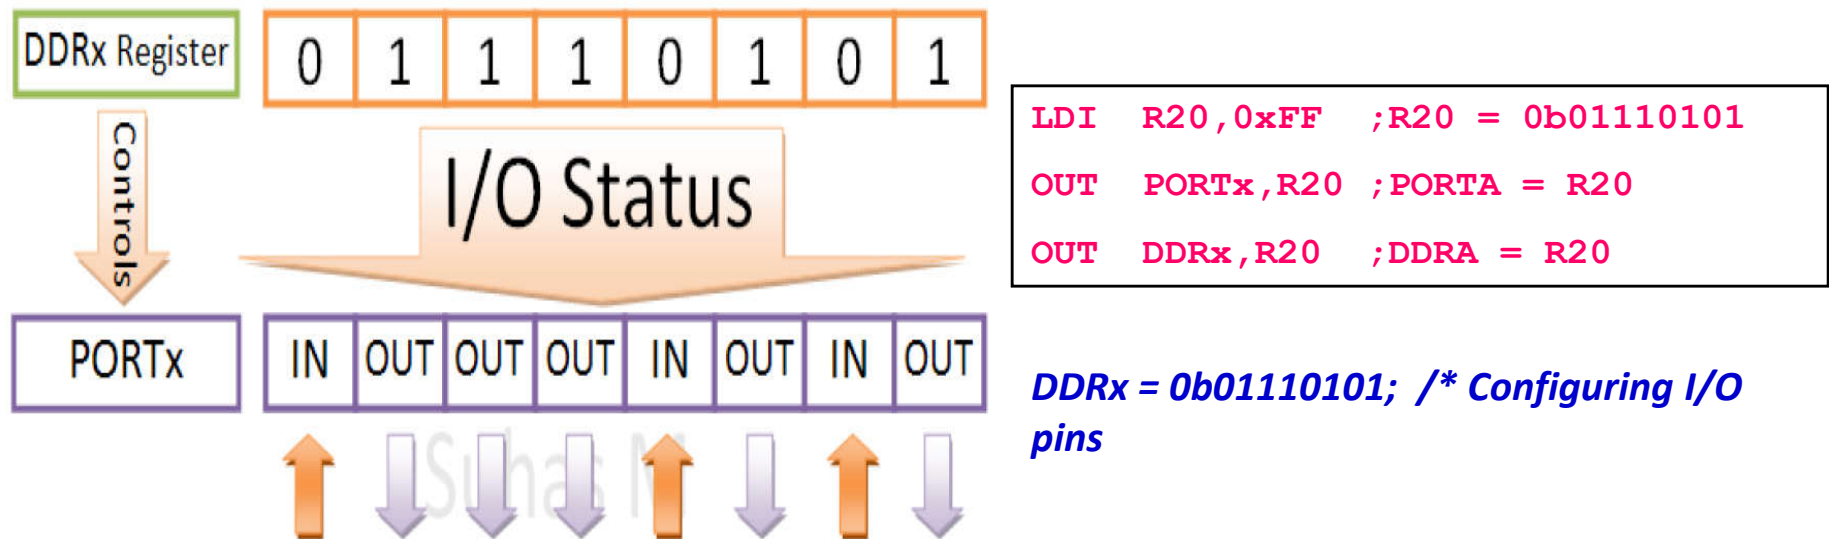 DDRx Register 0 1 1 1 0 1 0 1
Controls
I/O Status
PORTx IN OUT OUT OUT IN OUT IN OUT
Suhas M
LDI R20,0xFF ;R20 = 0b01110101
OUT PORTx,R20 ;PORTA = R20
OUT DDRx,R20 ;DDRA = R20
DDRx = 0b01110101; /* Configuring I/O
pins